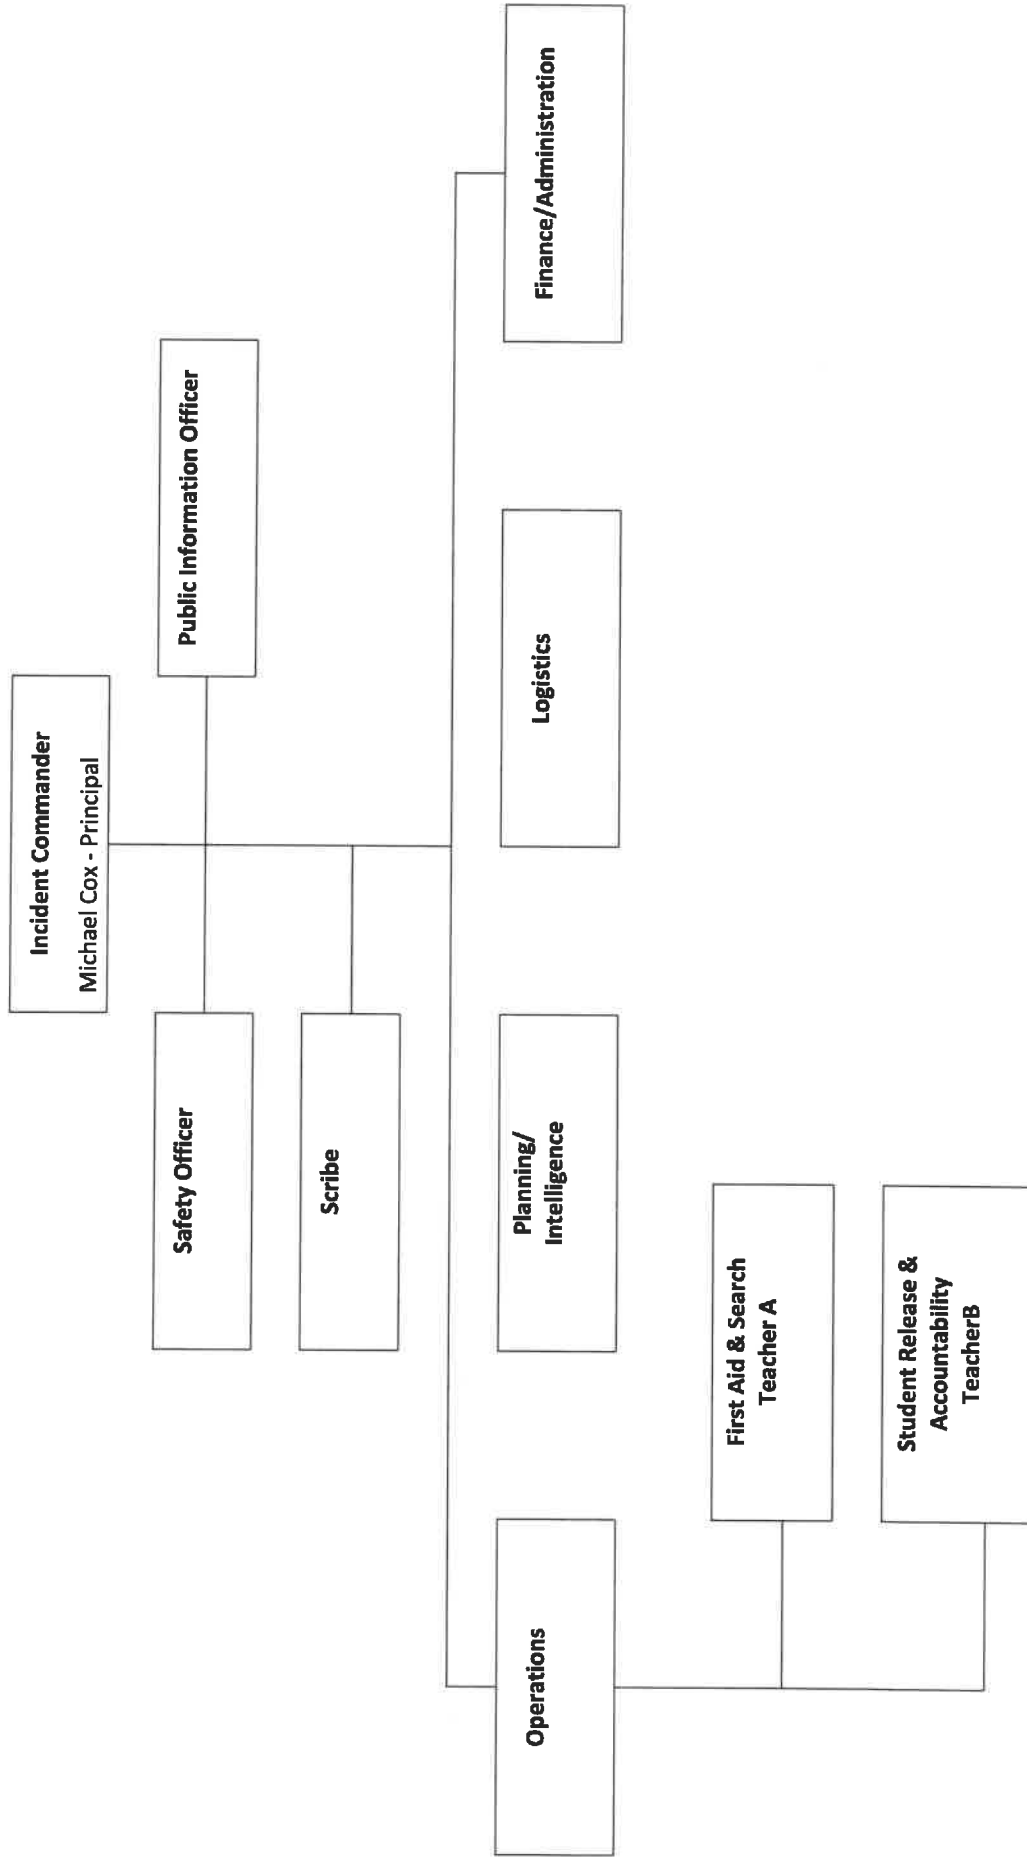 Incident Commander
Michael Cox - Principal
Safety Officer
Public Information Officer
Scribe
Operations
Planning/
Intelligence
Logistics
Finance/Administration
First Aid & Search
Teacher A
Student Release &
Accountability
TeacherB